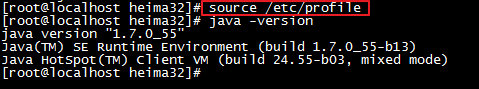 [root@localhost heima32]# source /etc/profile
[root@localhost heima32]# java -version
java version "1.7.0_55"
Java(TM) SE Runtime Environment (build 1.7.0_55-b13)
Java HotSpot(TM) Client VM (build 24.55-b03, mixed mode)
[root@localhost heima32]#